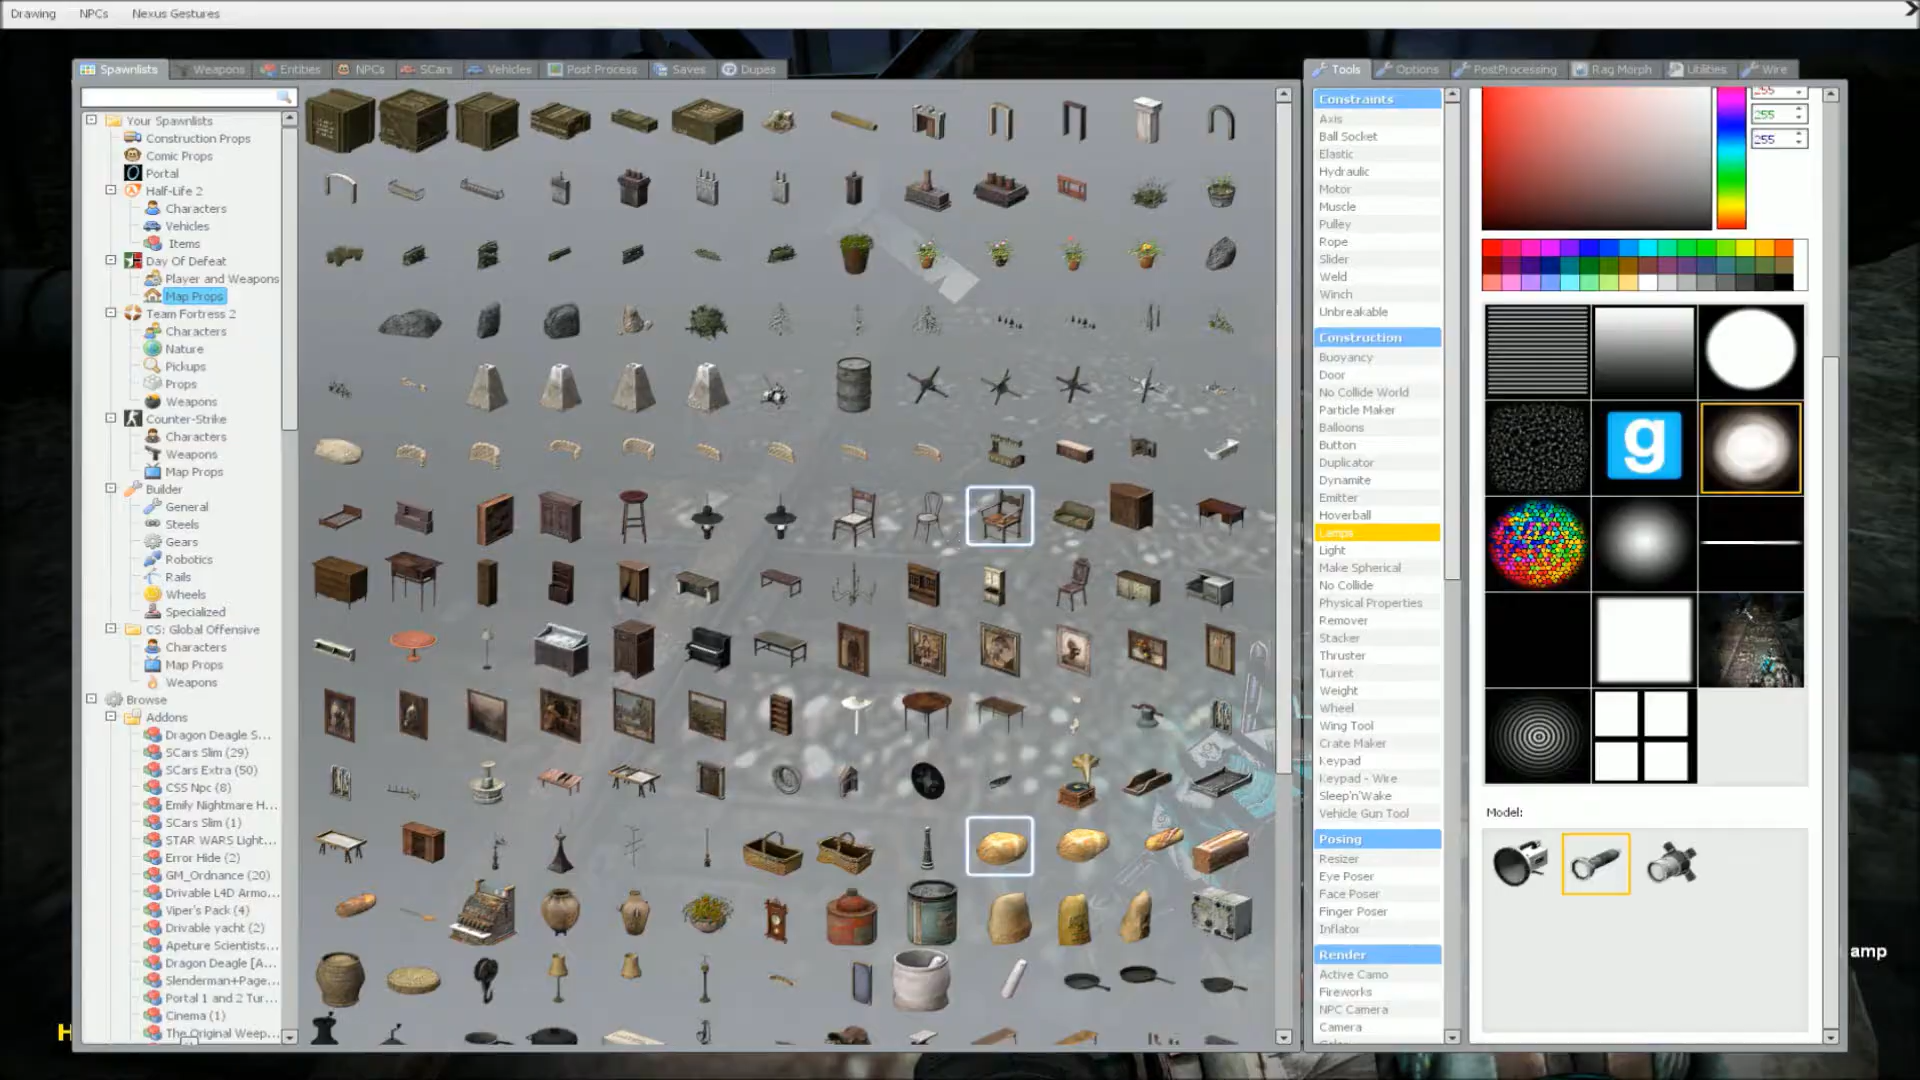 Drawing NPCs Nexus Gestures
Spawnlists Weapons Entities NPCs SCars Vehicles Post Process Saves Dupes
Your Spawnlists
Construction Props
Comic Props
Portal
Half-Life 2
Characters
Vehicles
Items
Day Of Defeat
Player and Weapons
Map Props
Team Fortress 2
Characters
Nature
Pickups
Props
Weapons
Counter-Strike
Characters
Weapons
Map Props
Builder
General
Steels
Gears
Robotics
Rails
Wheels
Specialized
CS: Global Offensive
Characters
Map Props
Weapons
Browse
Addons
Dragon Deagle S...
SCars Slim (29)
SCars Extra (50)
CSS Npc (8)
Emily Nightmare H...
SCars Slim (1)
STAR WARS Light...
Error Hide (2)
GM_Ordnance (20)
Drivable L4D Armo...
Viper's Pack (4)
Drivable yacht (2)
Apeture Scientists...
Dragon Deagle [A...
Slenderman+Page...
Portal 1 and 2 Tur...
Cinema (1)
The Original Weep...
H
Tools Options PostProcessing Rag Morph Utilities Wire
Constraints
Axis
Ball Socket
Elastic
Hydraulic
Motor
Muscle
Pulley
Rope
Slider
Weld
Winch
Unbreakable
Construction
Buoyancy
Door
No Collide World
Particle Maker
Balloons
Button
Duplicator
Dynamite
Emitter
Hoverball
Lamps
Light
Make Spherical
No Collide
Physical Properties
Remover
Stacker
Thruster
Turret
Weight
Wheel
Wing Tool
Crate Maker
Keypad
Keypad - Wire
Sleep'n'Wake
Vehicle Gun Tool
Posing
Resizer
Eye Poser
Face Poser
Finger Poser
Inflator
Render
Active Camo
Fireworks
NPC Camera
Camera
255
255
255
g
Model:
amp